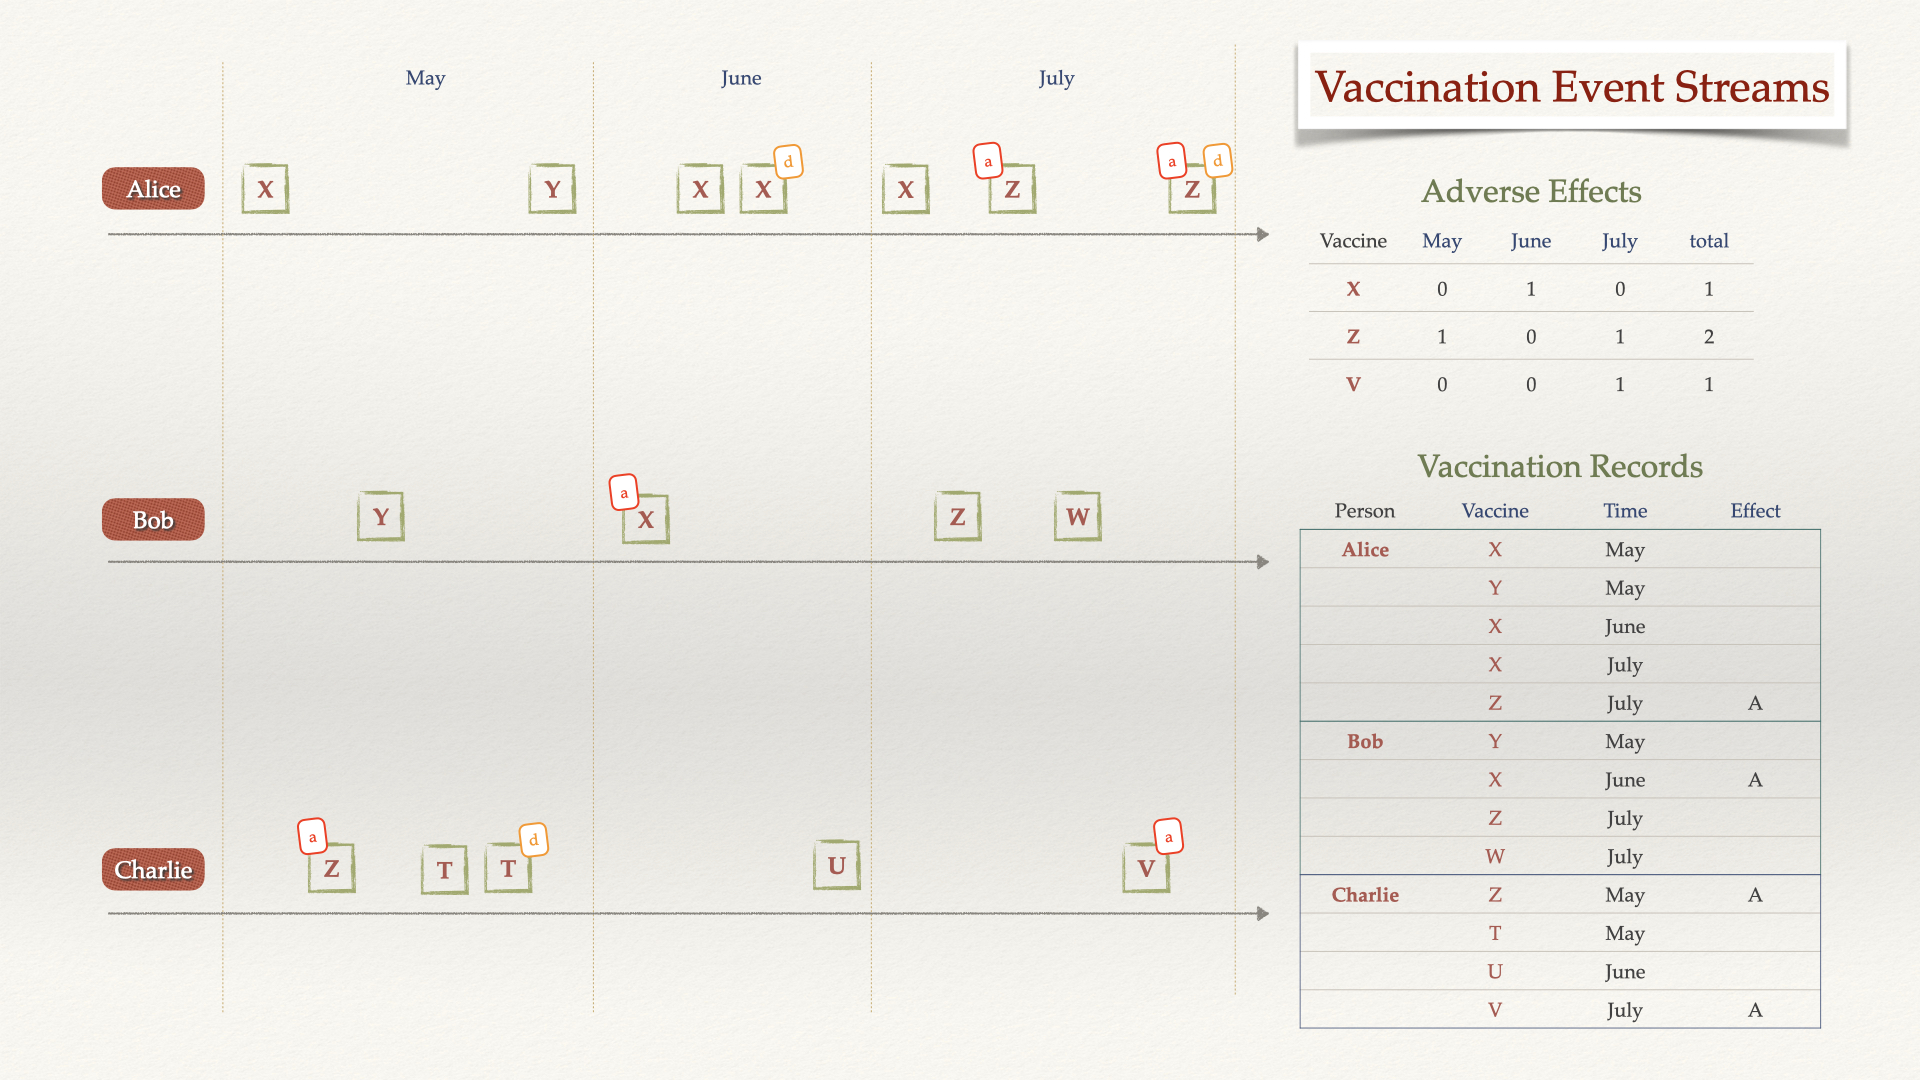 Vaccination Event Streams
May June July
Alice X Y X X d X a Z a Z d
Bob Y a X Z W
Charlie a Z T T d U V a
Adverse Effects
Vaccine May June July total
X 0 1 0 1
Z 1 0 1 2
V 0 0 1 1
Vaccination Records
Person Vaccine Time Effect
Alice X May
Y May
X June
X July
Z July A
Bob Y May
X June A
Z July
W July
Charlie Z May A
T May
U June
V July A